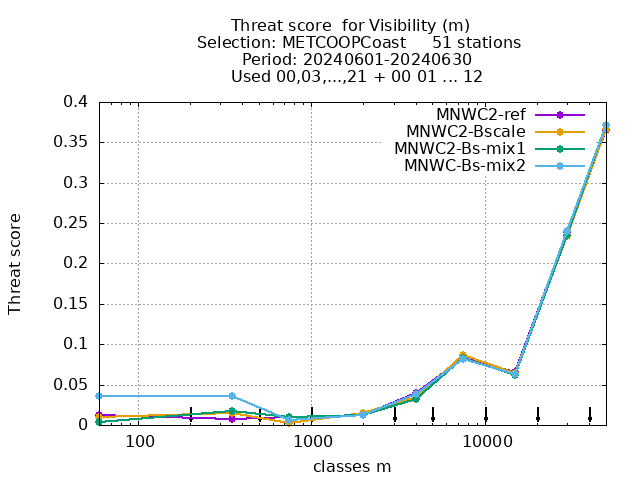 Threat score  for Visibility (m)
Selection: METCOOPCoast     51 stations
Period: 20240601-20240630
Used 00,03,...,21 + 00 01 ... 12
MNWC2-ref
MNWC2-Bscale
MNWC2-Bs-mix1
MNWC-Bs-mix2
0.4
0.35
0.3
0.25
0.2
0.15
0.1
0.05
0
Threat score
100
1000
10000
classes m